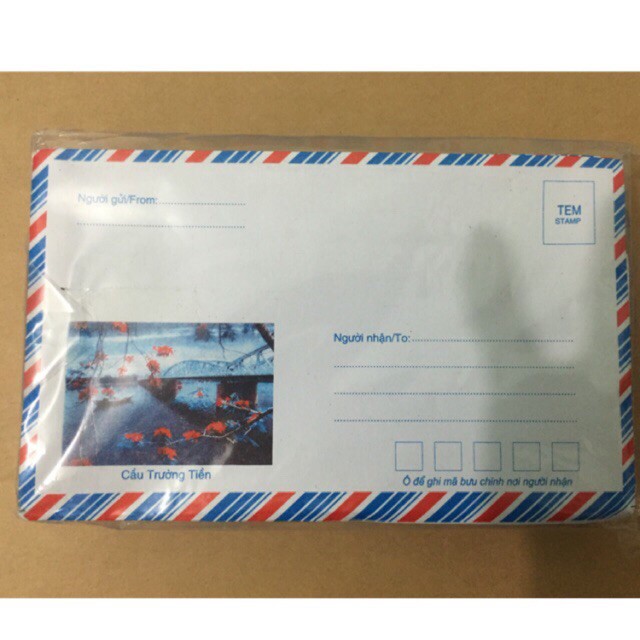 Người gửi/From:
TEM
STAMP
Người nhận/To:
Cầu Trường Tiền
Ô để ghi mã bưu chính nơi người nhận